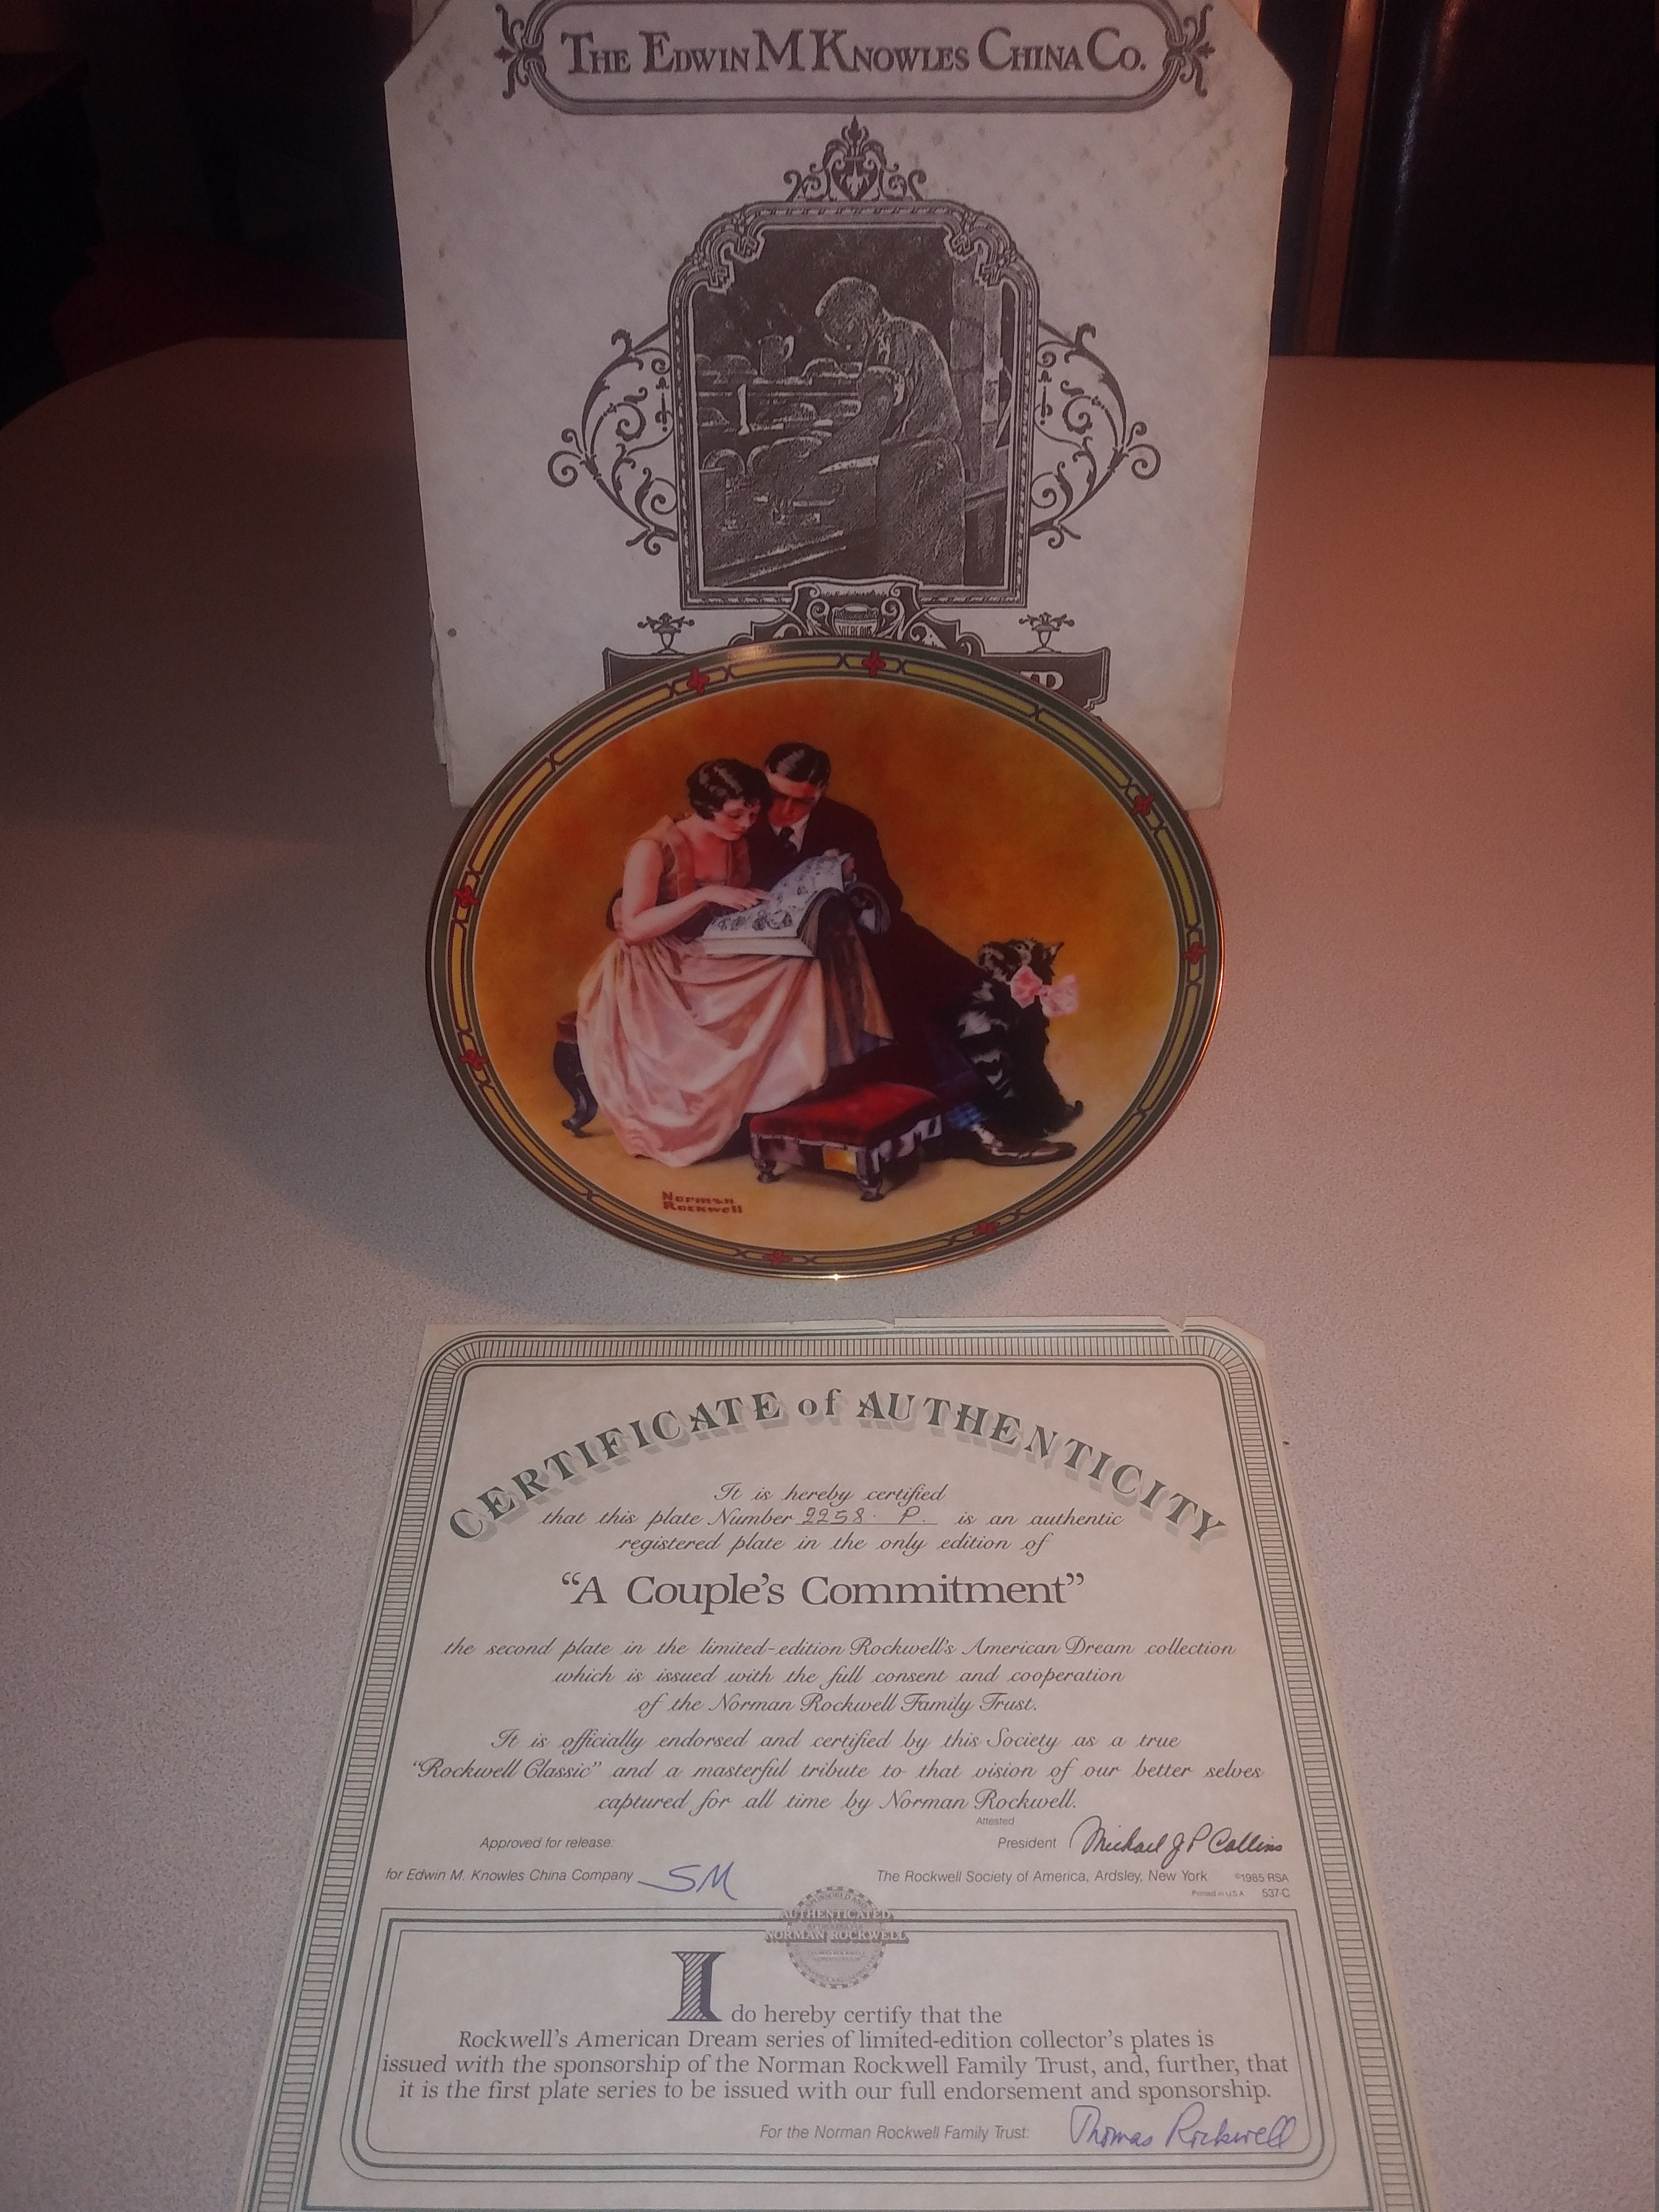 THE EDWIN M KNOWLES CHINA CO.
Norman
Rockwell
CERTIFICATE of AUTHENTICITY
It is hereby certified
that this plate Number 2258 P. is an authentic
registered plate in the only edition of
“A Couple's Commitment”
the second plate in the limited-edition Rockwell's American Dream collection
which is issued with the full consent and cooperation
of the Norman Rockwell Family Trust.
It is officially endorsed and certified by this Society as a true
“Rockwell Classic” and a masterful tribute to that vision of our better selves
captured for all time by Norman Rockwell.
Attested
Approved for release:
President Michael J P Collins
for Edwin M. Knowles China Company SM
The Rockwell Society of America, Ardsley, New York ©1985 RSA
Printed in U.S.A. 537-C
AUTHENTICATED
NORMAN ROCKWELL
I do hereby certify that the
Rockwell's American Dream series of limited-edition collector's plates is
issued with the sponsorship of the Norman Rockwell Family Trust, and, further, that
it is the first plate series to be issued with our full endorsement and sponsorship.
For the Norman Rockwell Family Trust: Thomas Rockwell